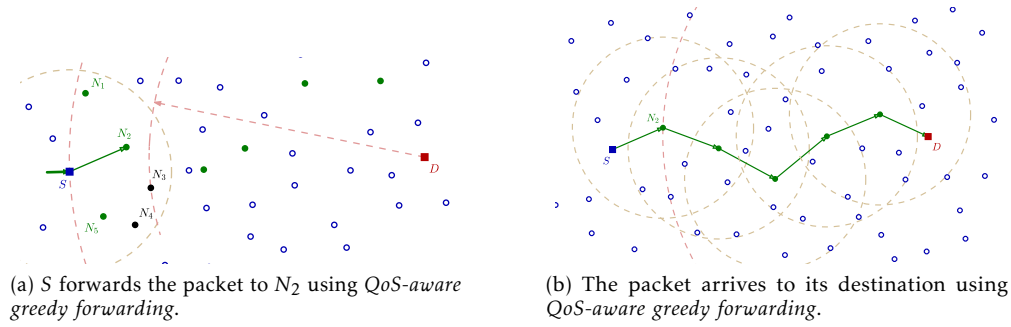 N1
N2
S
N3
N4
N5
D
(a) S forwards the packet to N2 using QoS-aware
greedy forwarding.
N2
S
D
(b) The packet arrives to its destination using
QoS-aware greedy forwarding.